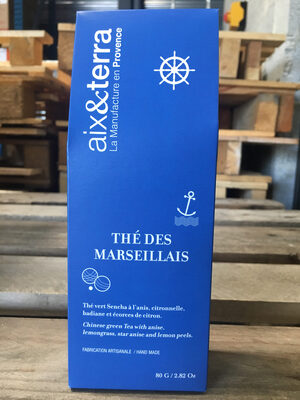 aix&terra
La Manufacture en Provence
THÉ DES
MARSEILLAIS
Thé vert Sencha à l'anis, citronnelle,
badiane et écorces de citron.
Chinese green Tea with anise,
lemongrass, star anise and lemon peels.
FABRICATION ARTISANALE / HAND MADE
80 G / 2.82 Oz